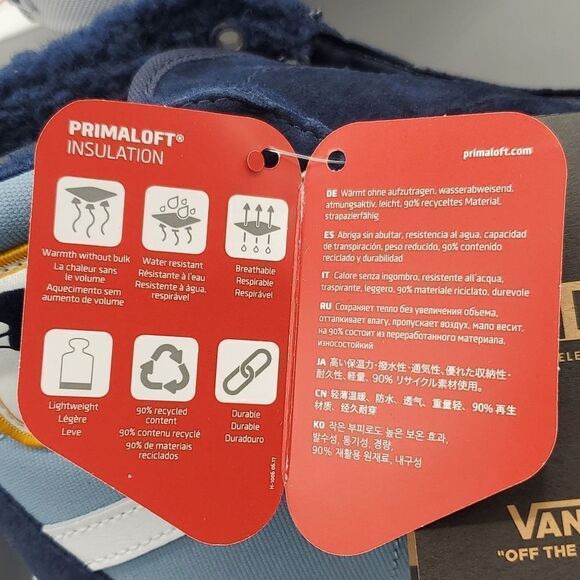 PRIMALOFT®
INSULATION
Warmth without bulk
La chaleur sans
le volume
Aquecimento sem
aumento de volume
Water resistant
Résistante à l'eau
Resistente à água,
respirável
Breathable
Respirable
Respirável
Lightweight
Légère
Leve
90% recycled
content
90% contenu recyclé
90% de materiais
reciclados
Durable
Durable
Duradouro
H-1006.05.17
primaloft.com
DE Wärmt ohne aufzutragen, wasserabweisend,
atmungsaktiv, leicht, 90% recyceltes Material,
strapazierfähig
ES Abriga sin abultar, resistencia al agua, capacidad
de transpiración, peso reducido, 90% contenido
reciclado y durabilidad
IT Calore senza ingombro, resistente all'acqua,
traspirante, leggero, 90% materiale riciclato, durevole
RU Сохраняет тепло без увеличения объема,
отталкивает влагу, пропускает воздух, мало весит,
на 90% состоит из переработанного материала,
износостойкий
JA 高い保温力・撥水性・通気性、優れた収納性・
耐久性、軽量、90% リサイクル素材使用。
CN 轻薄温暖、防水、透气、重量轻、90% 再生
材质、经久耐穿
KO 작은 부피로도 높은 보온 효과,
발수성, 통기성, 경량,
90% 재활용 원재료, 내구성
VAN
"OFF THE